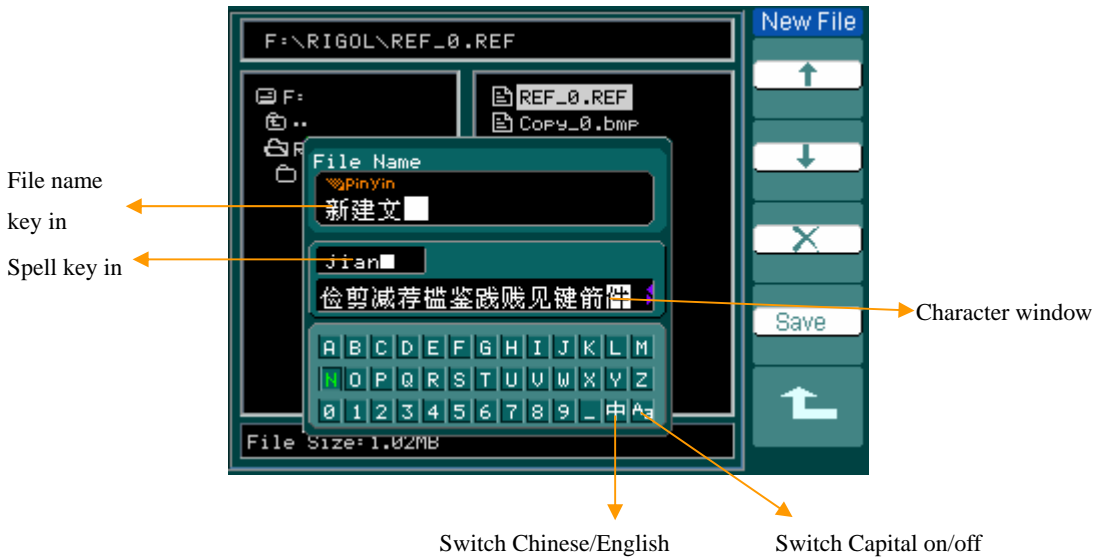 New File
F:\RIGOL\REF_0.REF
F:
REF_0.REF
..
Copy_0.bmp
R
File Name
PinYin
新建文
File name
key in
jian
Spell key in
俭剪减荐槛鉴践贱见键箭件
Character window
Save
A B C D E F G H I J K L M
N O P Q R S T U V W X Y Z
0 1 2 3 4 5 6 7 8 9 _ 中 Aa
File Size:1.02MB
Switch Chinese/English
Switch Capital on/off